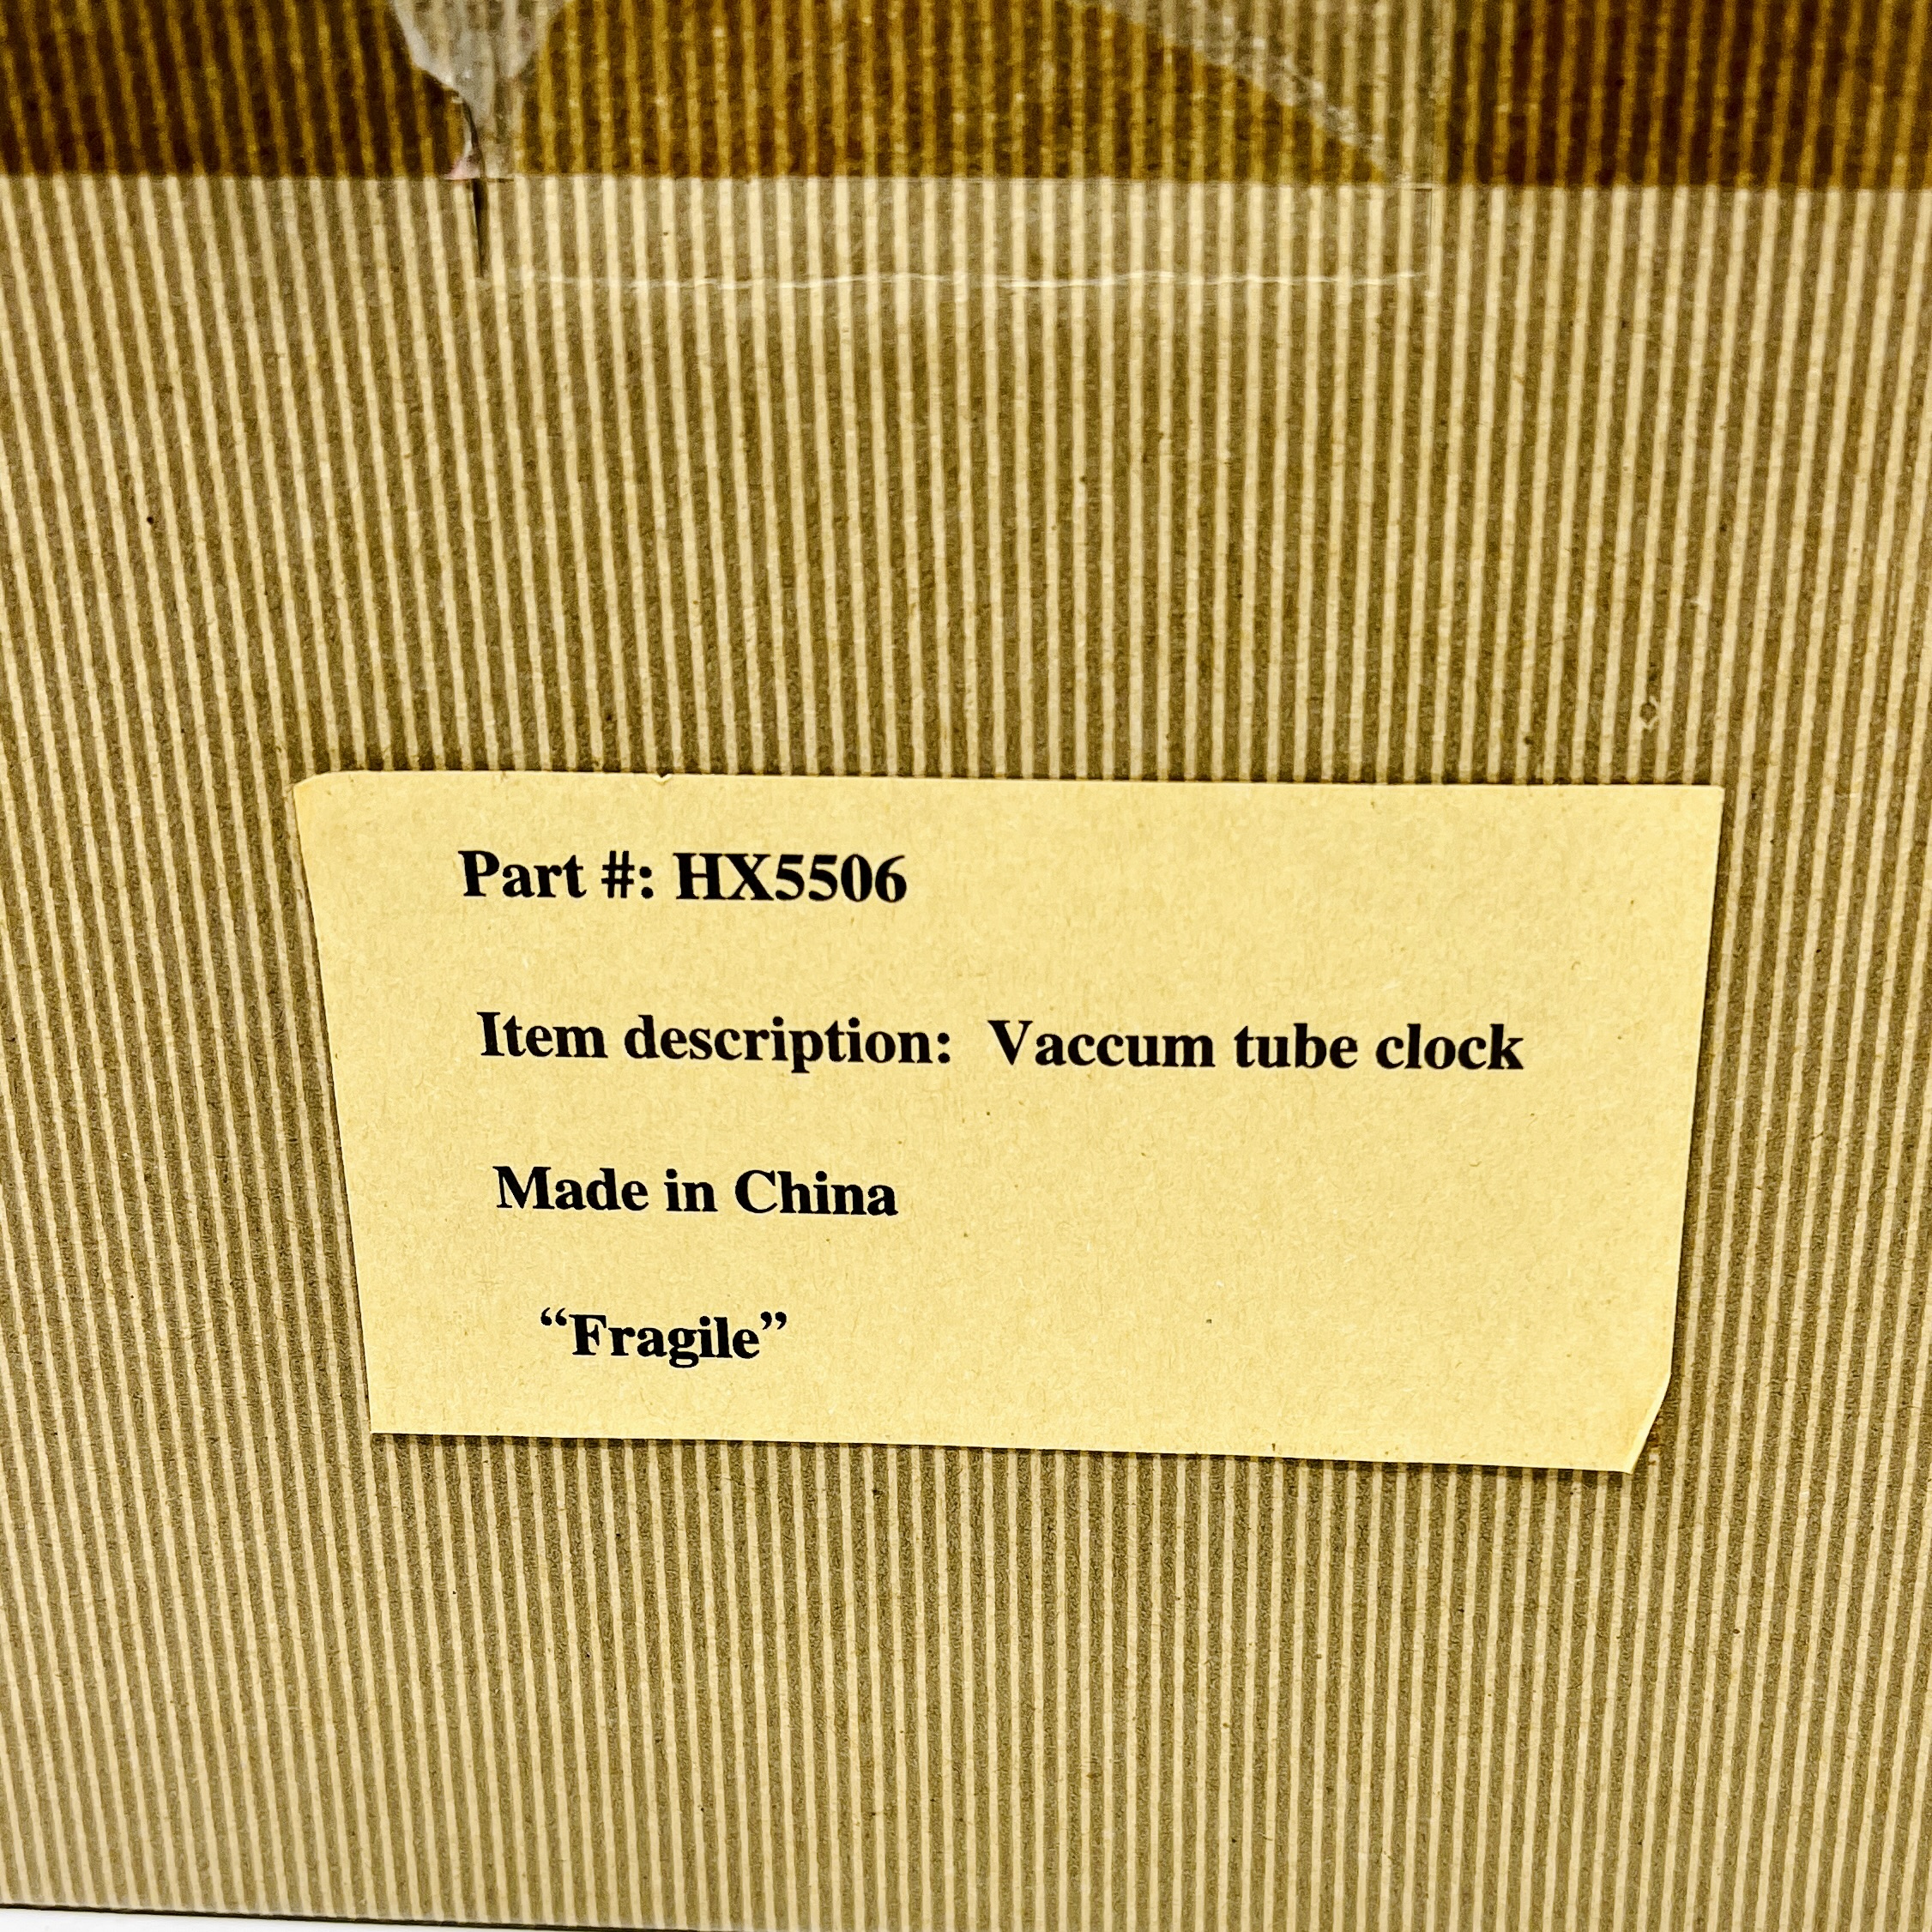 Part #: HX5506
Item description: Vaccum tube clock
Made in China
“Fragile”